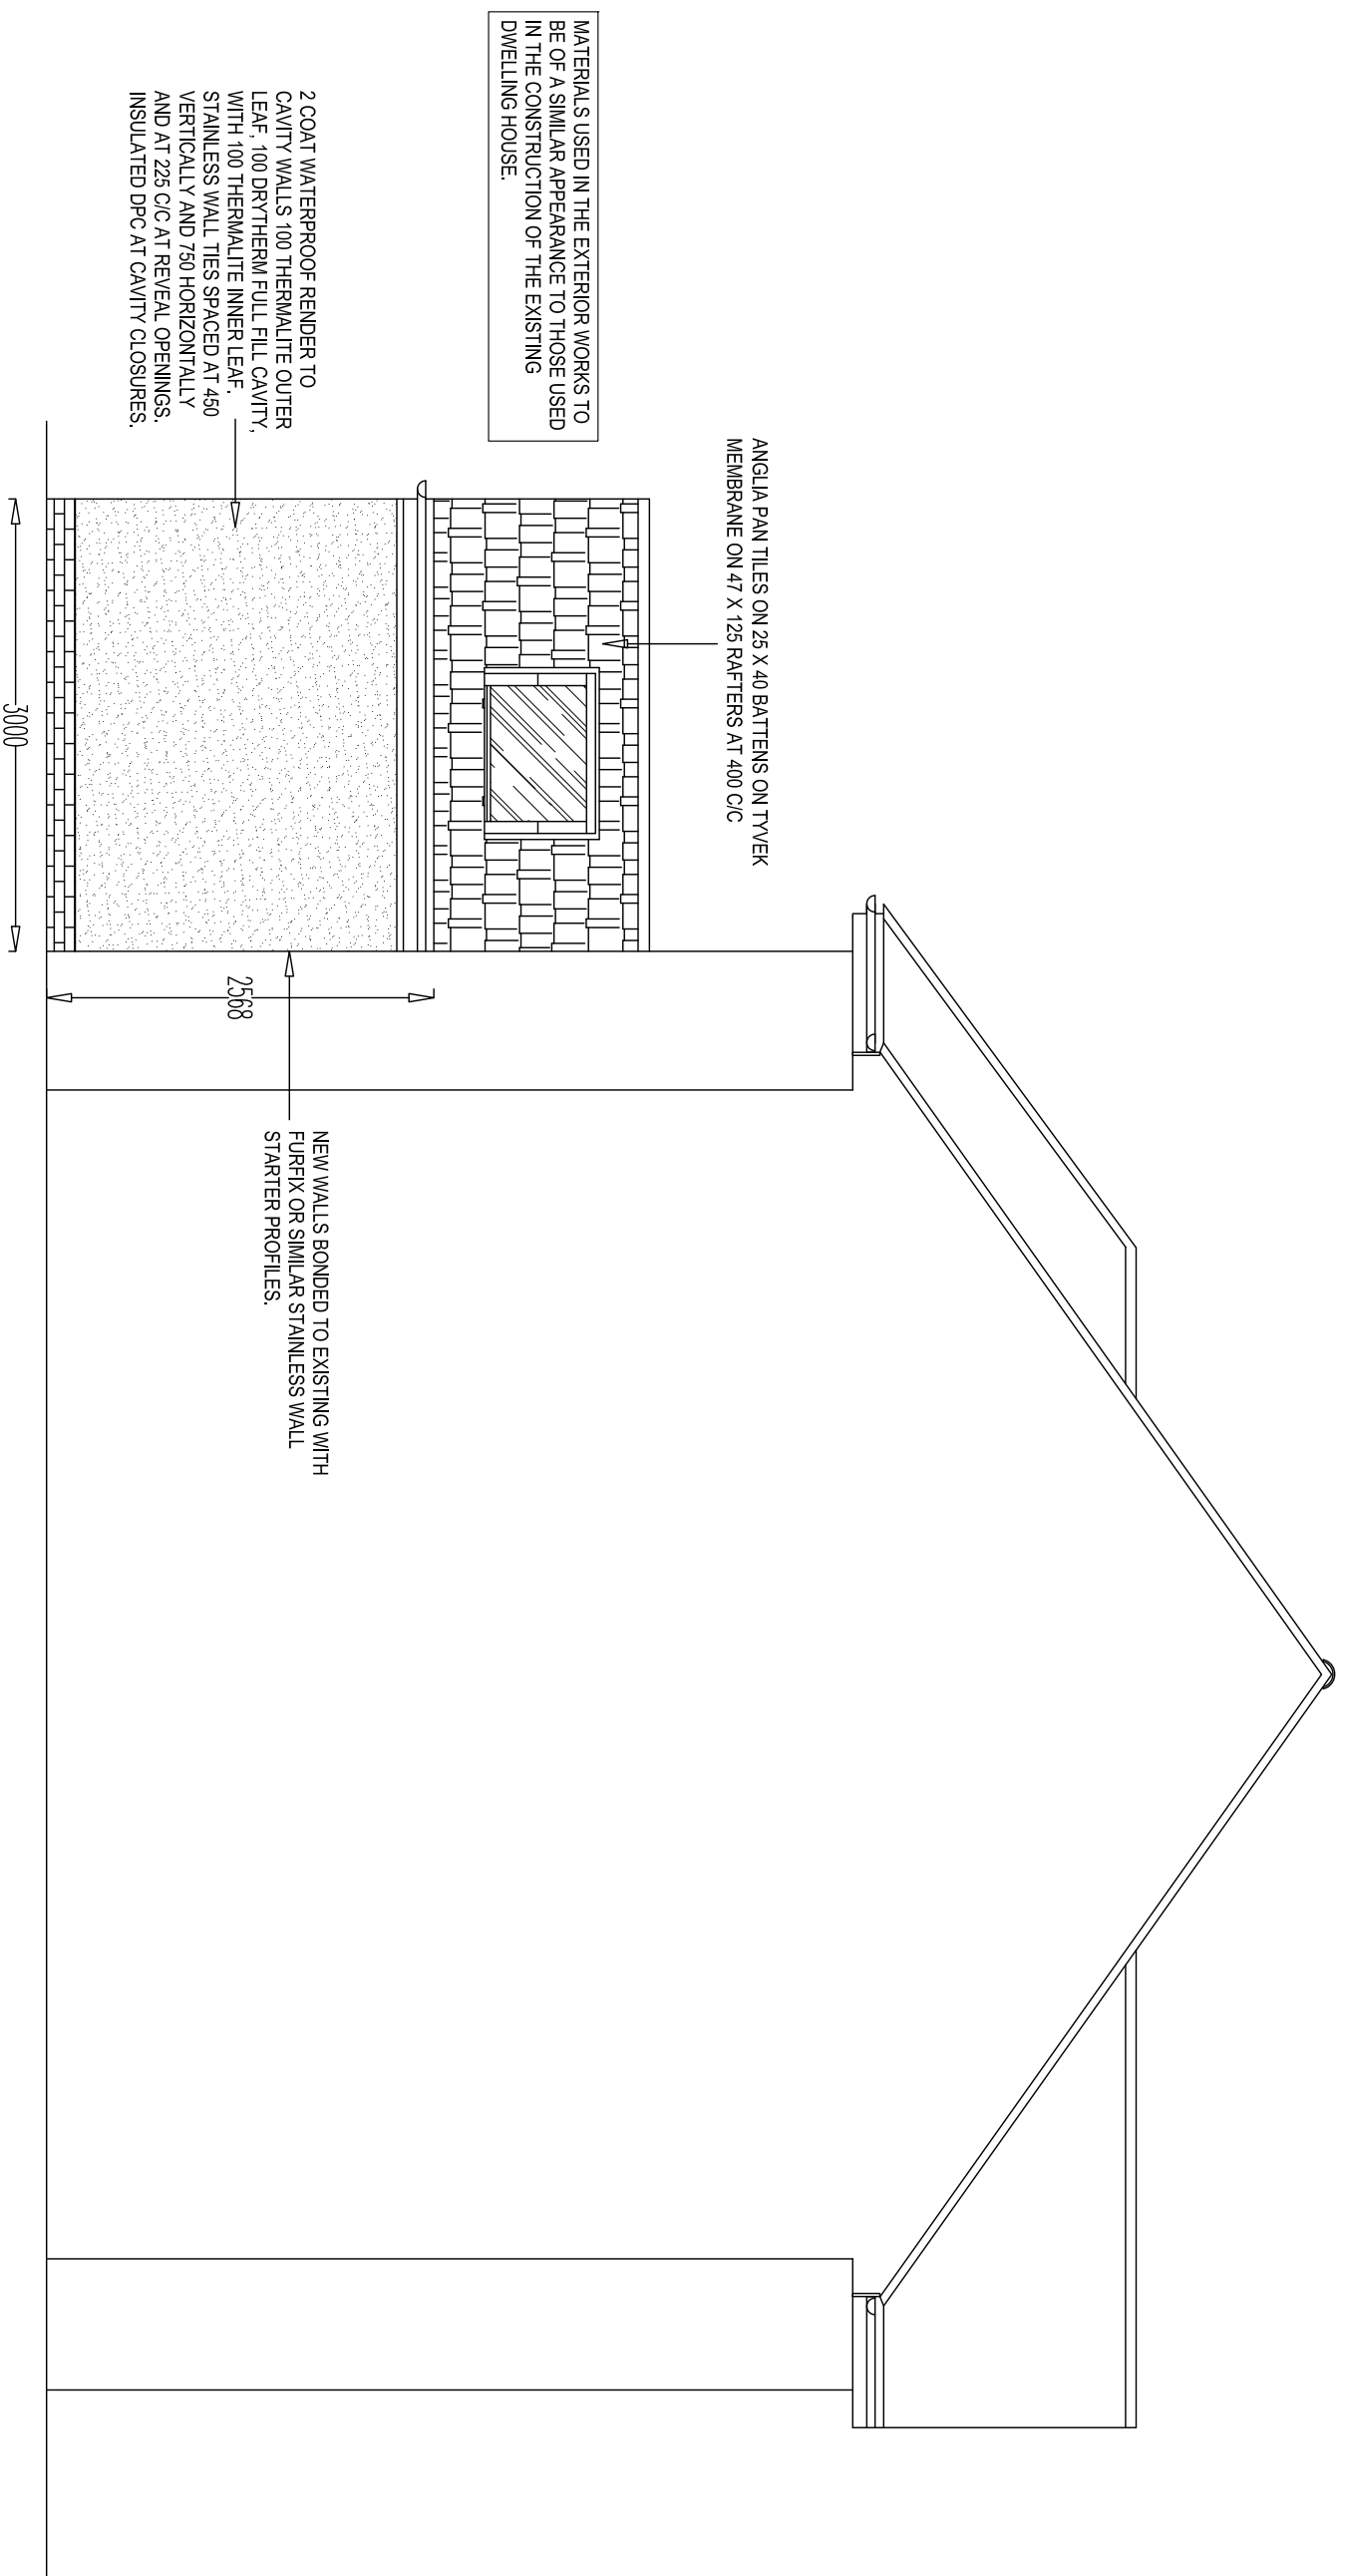 MATERIALS USED IN THE EXTERIOR WORKS TO
BE OF A SIMILAR APPEARANCE TO THOSE USED
IN THE CONSTRUCTION OF THE EXISTING
DWELLING HOUSE.
ANGLIA PAN TILES ON 25 X 40 BATTENS ON TYVEK
MEMBRANE ON 47 X 125 RAFTERS AT 400 C/C
2 COAT WATERPROOF RENDER TO
CAVITY WALLS 100 THERMALITE OUTER
LEAF, 100 DRYTHERM FULL FILL CAVITY,
WITH 100 THERMALITE INNER LEAF.
STAINLESS WALL TIES SPACED AT 450
VERTICALLY AND 750 HORIZONTALLY
AND AT 225 C/C AT REVEAL OPENINGS.
INSULATED DPC AT CAVITY CLOSURES.
2568
NEW WALLS BONDED TO EXISTING WITH
FURFIX OR SIMILAR STAINLESS WALL
STARTER PROFILES.
3000